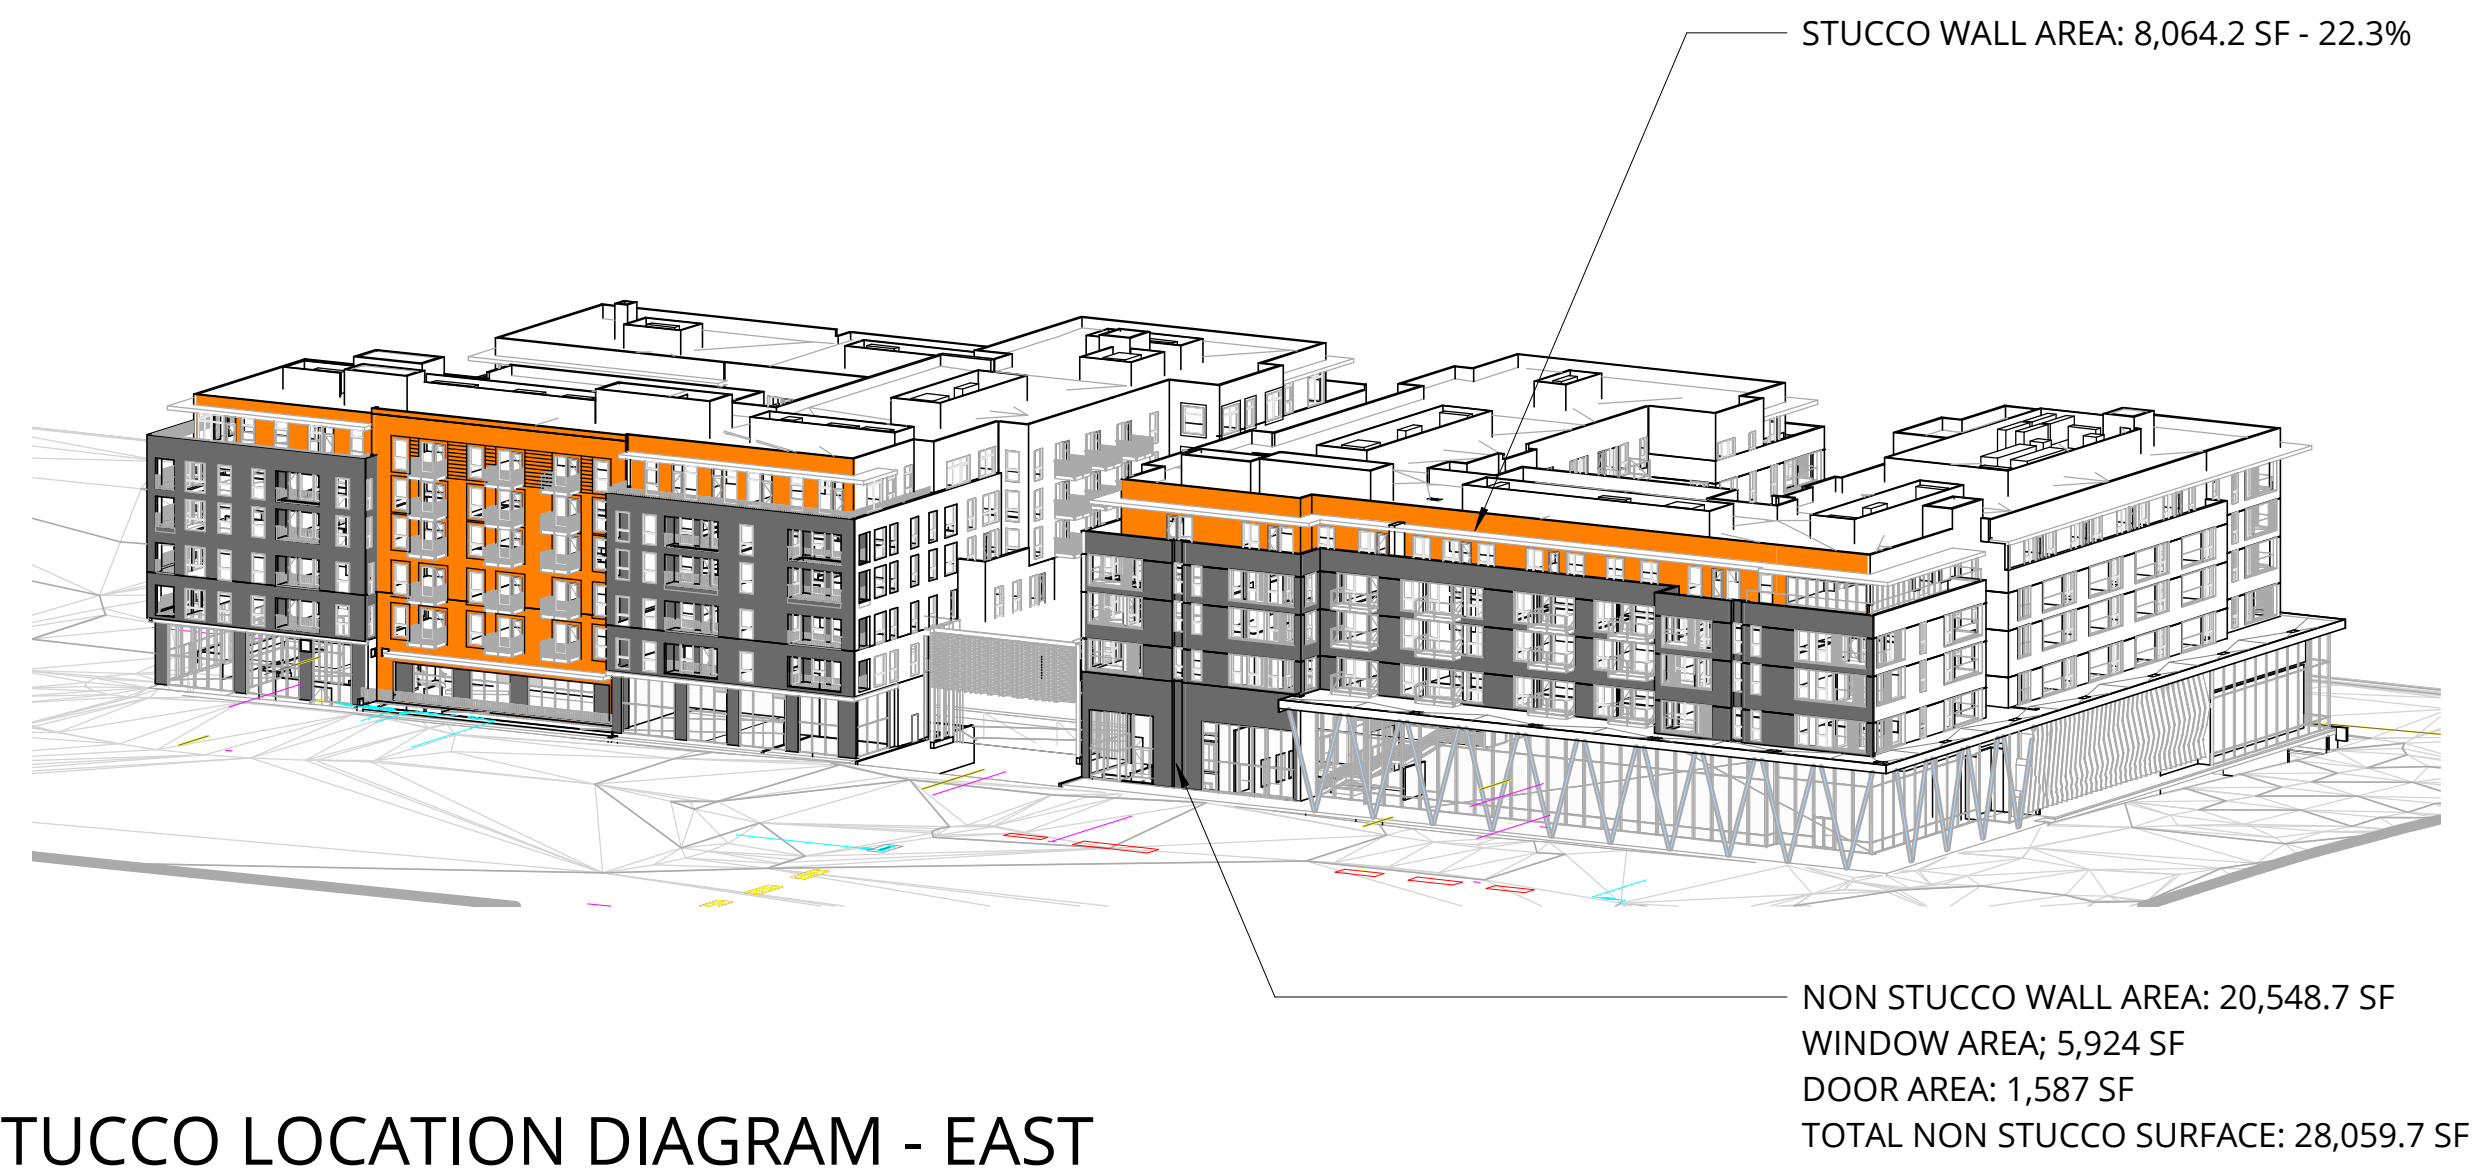 STUCCO WALL AREA: 8,064.2 SF - 22.3%
NON STUCCO WALL AREA: 20,548.7 SF
WINDOW AREA; 5,924 SF
DOOR AREA: 1,587 SF
TOTAL NON STUCCO SURFACE: 28,059.7 SF
TUCCO LOCATION DIAGRAM - EAST